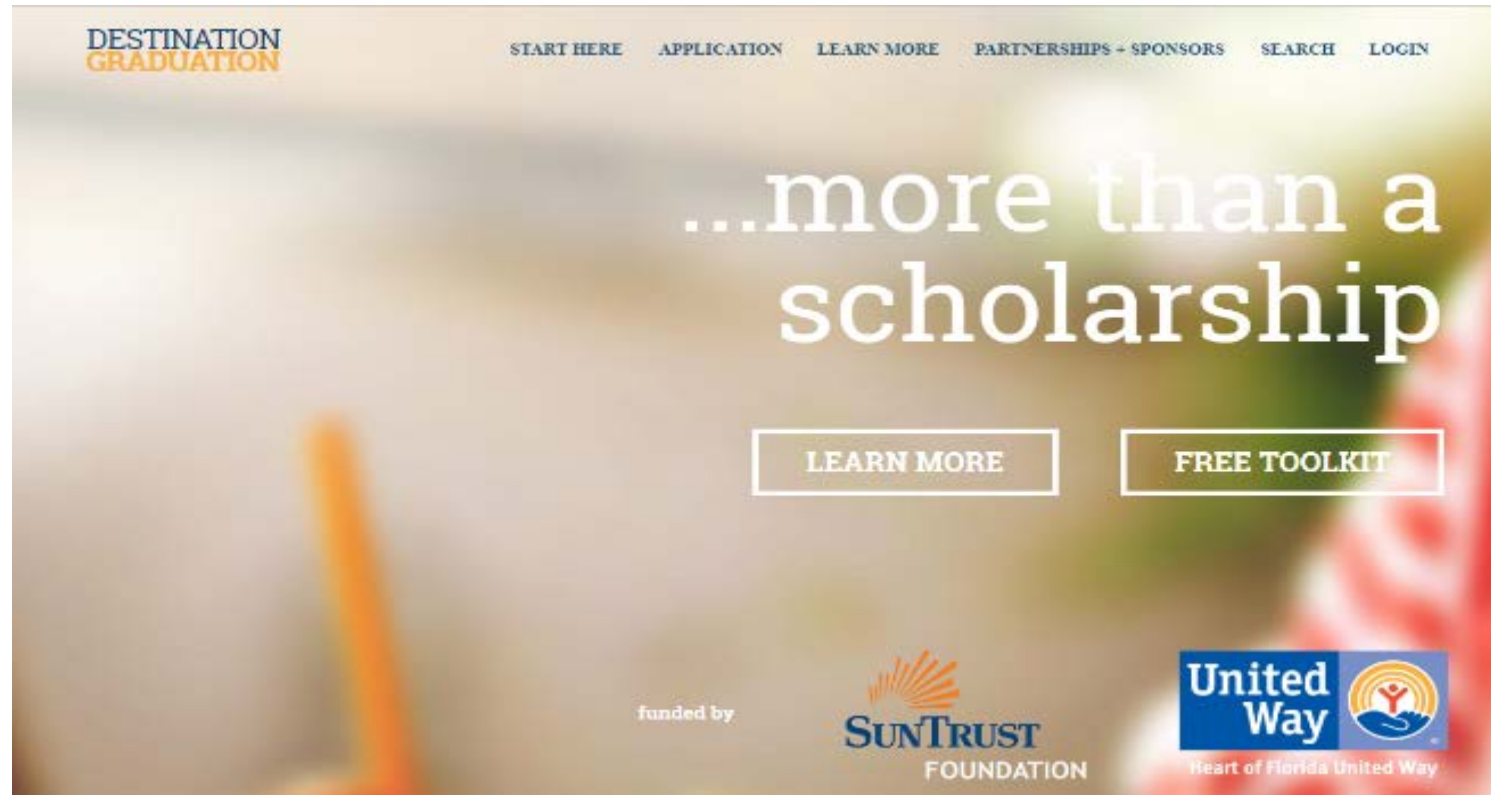 DESTINATION
GRADUATION
START HERE APPLICATION LEARN MORE PARTNERSHIPS + SPONSORS SEARCH LOGIN
...more than a
scholarship
LEARN MORE FREE TOOLKIT
funded by
SUNTRUST
FOUNDATION
United
Way
Heart of Florida United Way